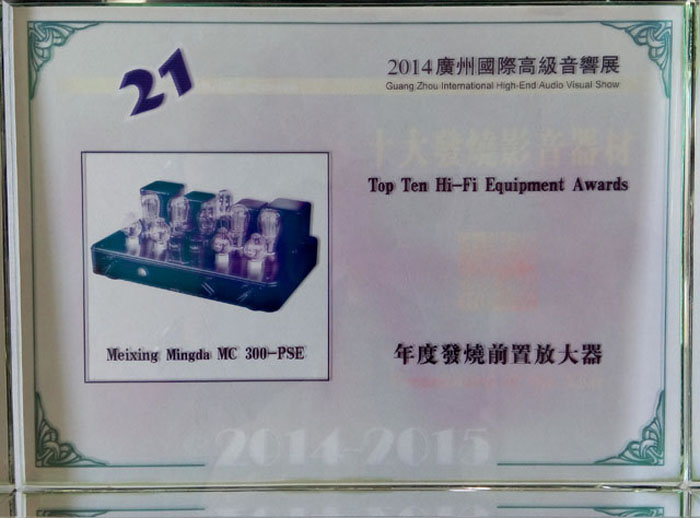 21
2014廣州國際高級音響展
Guang Zhou International High-End Audio Visual Show
十大發燒影音器材
Top Ten Hi-Fi Equipment Awards
Meixing Mingda MC 300-PSE
年度發燒前置放大器
2014-2015